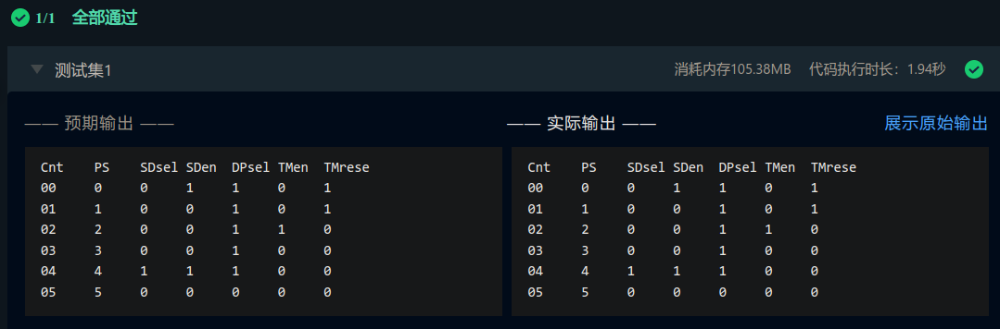 1/1 全部通过
测试集1 消耗内存105.38MB 代码执行时长：1.94秒
—— 预期输出 —— —— 实际输出 —— 展示原始输出
Cnt PS SDsel SDen DPsel TMen TMrese Cnt PS SDsel SDen DPsel TMen TMrese
00 0 0 1 1 0 1 00 0 0 1 1 0 1
01 1 0 0 1 0 1 01 1 0 0 1 0 1
02 2 0 0 1 1 0 02 2 0 0 1 1 0
03 3 0 0 1 0 0 03 3 0 0 1 0 0
04 4 1 1 1 0 0 04 4 1 1 1 0 0
05 5 0 0 0 0 0 05 5 0 0 0 0 0